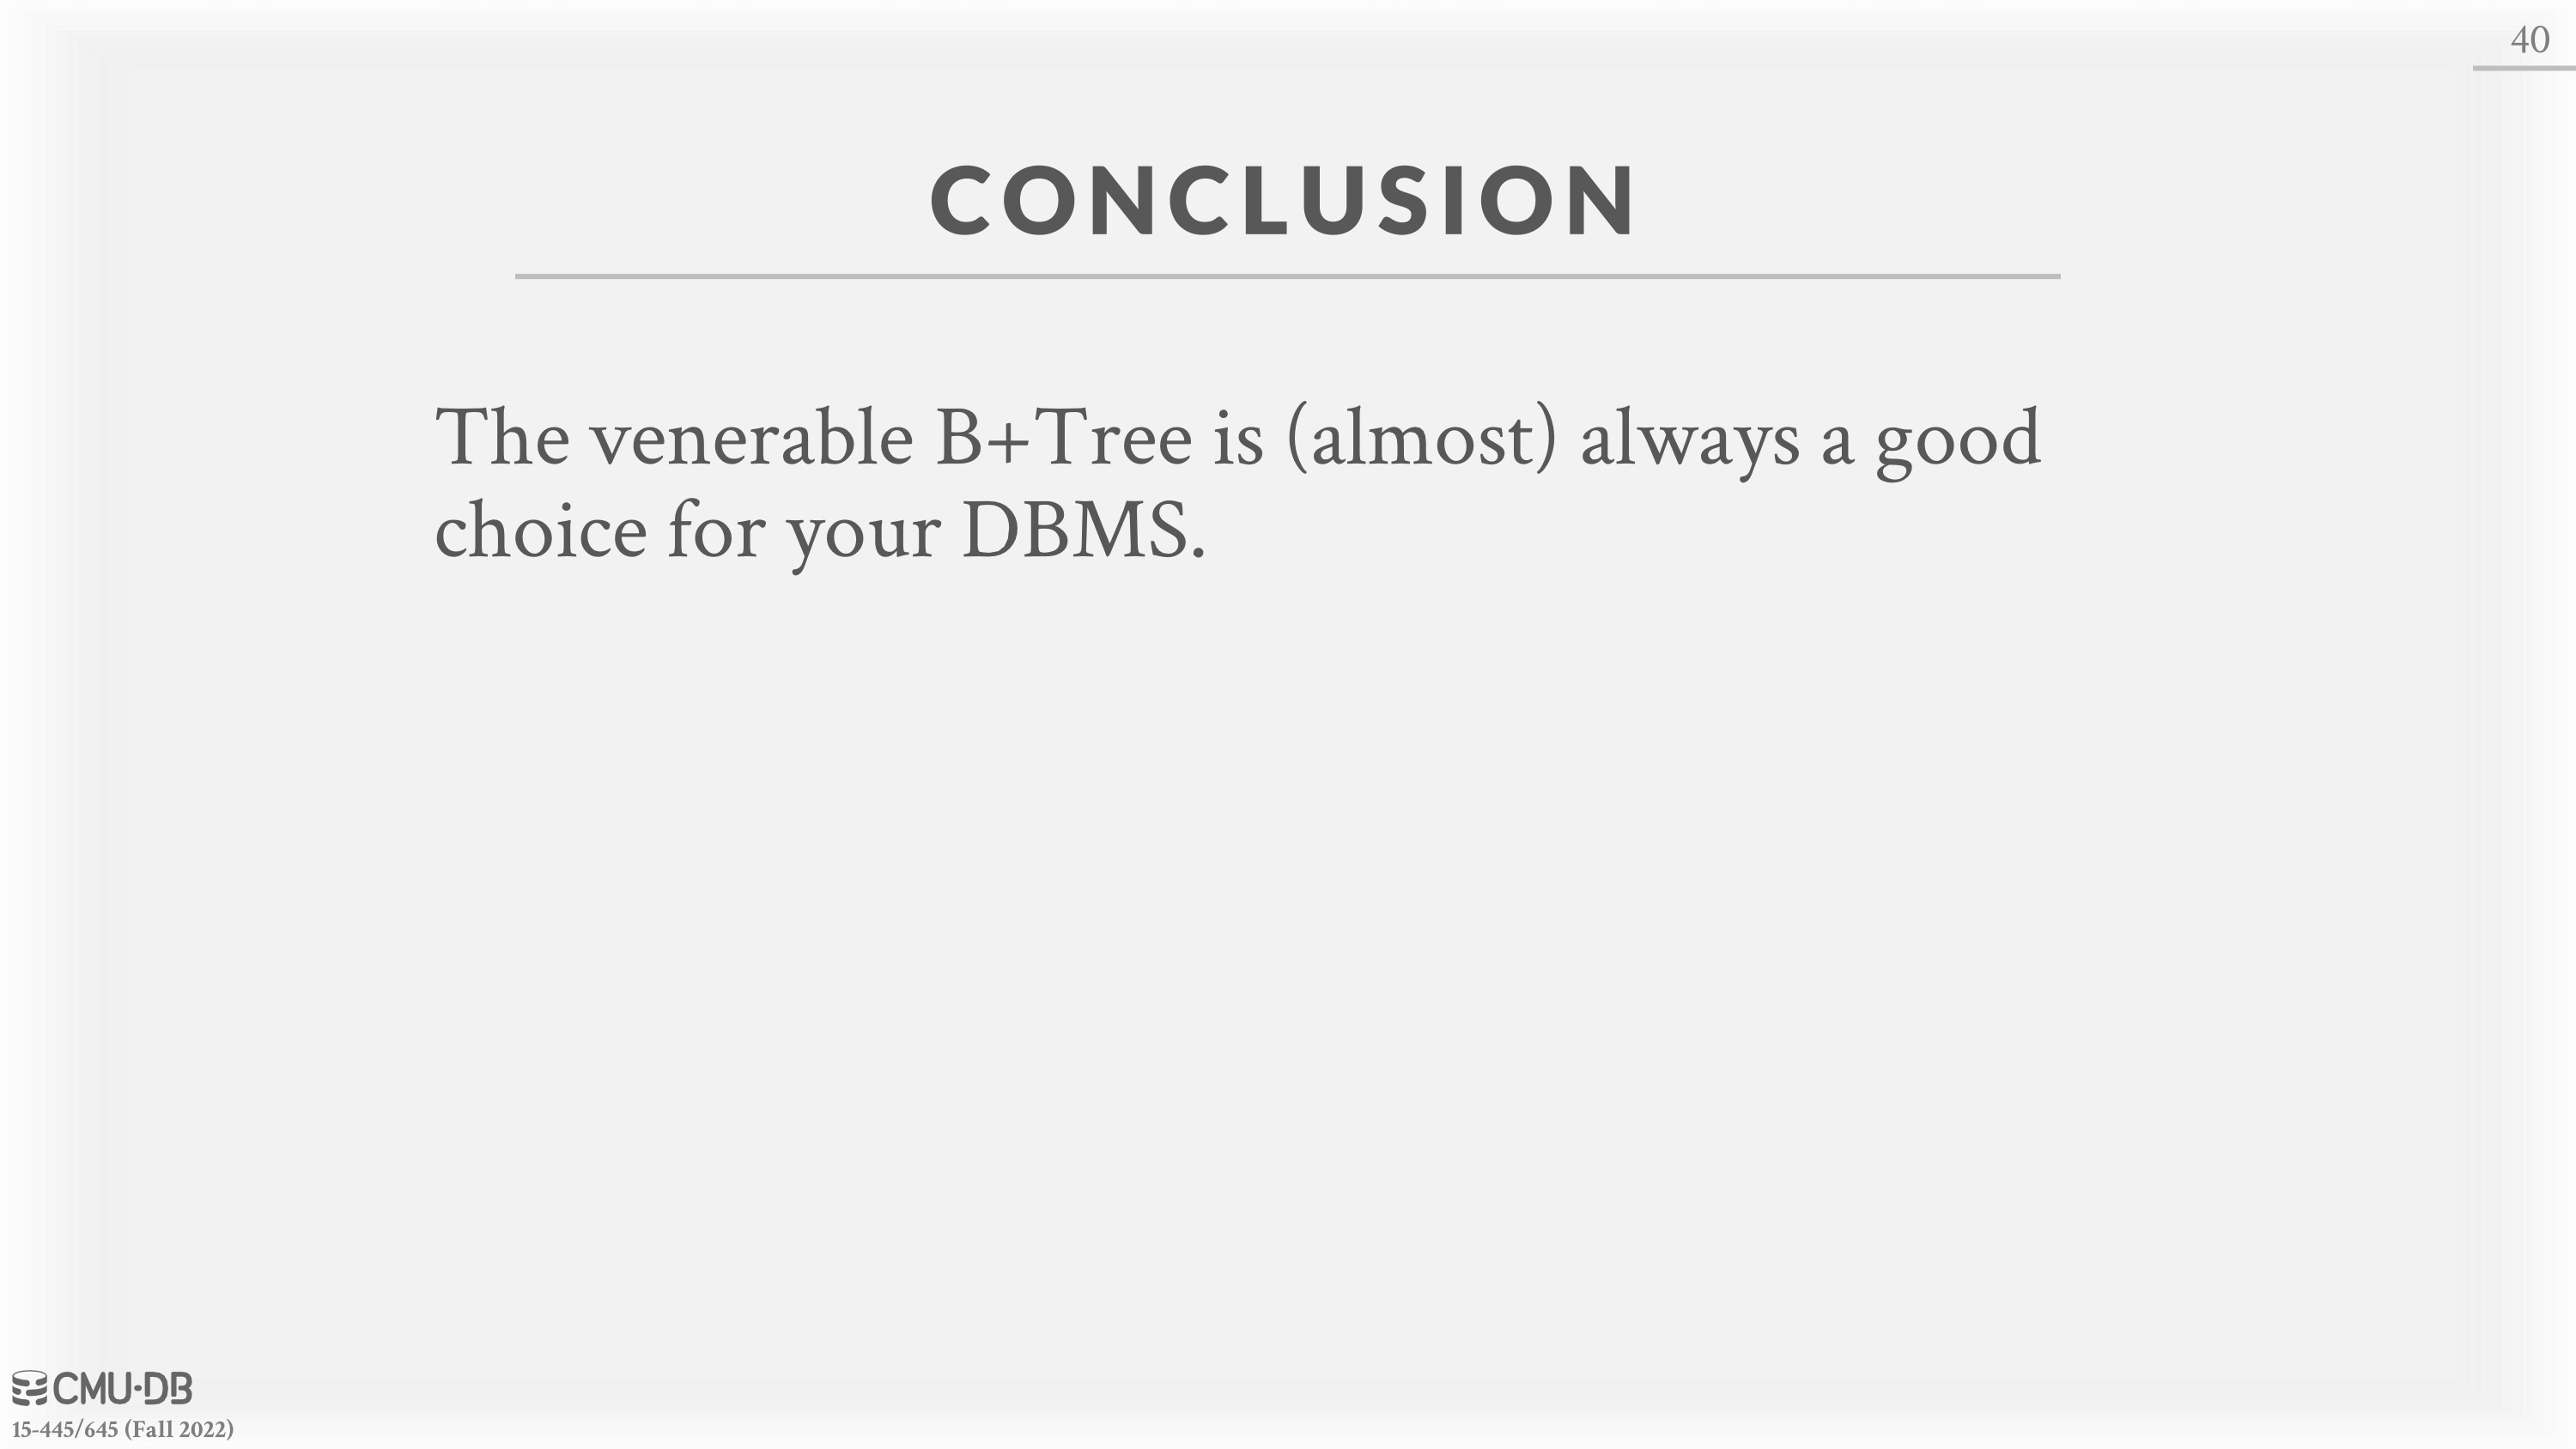 40
CONCLUSION
The venerable B+Tree is (almost) always a good
choice for your DBMS.
CMU·DB
15-445/645 (Fall 2022)